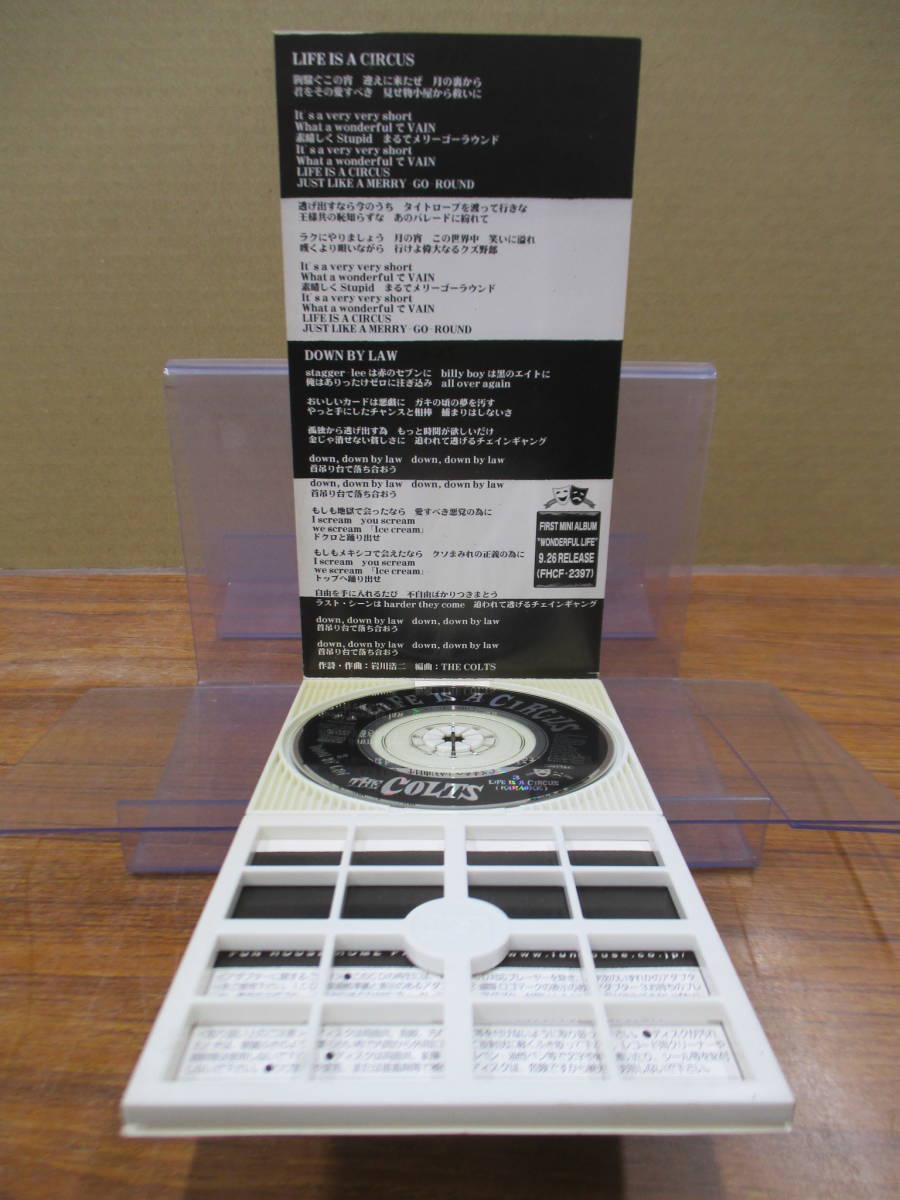 LIFE IS A CIRCUS
胸騒ぐこの宵 迎えに来たぜ 月の裏から
君をその愛すべき 見せ物小屋から救いに
It's a very very short
What a wonderful で VAIN
素晴しく Stupid まるでメリーゴーラウンド
It's a very very short
What a wonderful で VAIN
LIFE IS A CIRCUS
JUST LIKE A MERRY-GO-ROUND
逃げ出すなら今のうち タイトロープを渡って行きな
王様共の恥知らずな あのパレードに紛れて
ラクにやりましょう 月の宵 この世界中 笑いに溢れ
嘆くより唄いながら 行けよ偉大なるクズ野郎
It's a very very short
What a wonderful で VAIN
素晴しく Stupid まるでメリーゴーラウンド
It's a very very short
What a wonderful で VAIN
LIFE IS A CIRCUS
JUST LIKE A MERRY-GO-ROUND
DOWN BY LAW
stagger-lee は赤のセブンに billy boy は黒のエイトに
俺はありったけゼロに注ぎ込み all over again
おいしいカードは悪戯に ガキの頃の夢を汚す
やっと手にしたチャンスと相棒 捕まりはしないさ
孤独から逃げ出す為 もっと時間が欲しいだけ
金じゃ消せない貧しさに 追われて逃げるチェインギャング
down, down by law down, down by law
首吊り台で落ち合おう
down, down by law down, down by law
首吊り台で落ち合おう
もしも地獄で会ったなら 愛すべき悪党の為に
I scream you scream
we scream 「Ice cream」
ドクロと踊り出せ
もしもメキシコで会えたなら クソまみれの正義の為に
I scream you scream
we scream 「Ice cream」
トップへ踊り出せ
自由を手に入れるたび 不自由ばかりつきまとう
ラスト・シーンは harder they come 追われて逃げるチェインギャング
down, down by law down, down by law
首吊り台で落ち合おう
down, down by law down, down by law
首吊り台で落ち合おう
作詩・作曲：岩川浩二 編曲：THE COLTS
FIRST MINI ALBUM
"WONDERFUL LIFE"
9.26 RELEASE
(FHCF-2397)
LIFE IS A CIRCUS
THE COLTS
3
LIFE IS A CIRCUS
(KARAOKE)